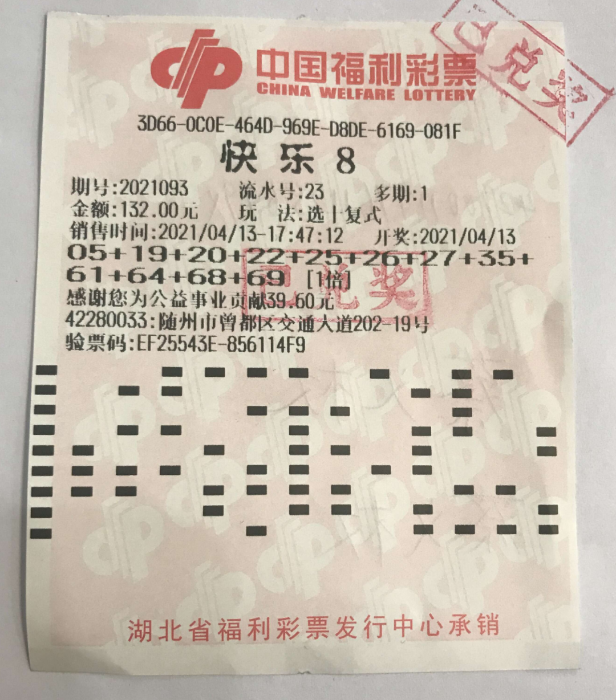 已兑奖
中国福利彩票
CHINA WELFARE LOTTERY
3D66-0C0E-464D-969E-D8DE-6169-081F
快乐8
期号:2021093 流水号:23 多期:1
金额:132.00元 玩 法:选十复式
销售时间:2021/04/13-17:47:12 开奖:2021/04/13
05+19+20+22+25+26+27+35+
61+64+68+69 [1倍]
已兑奖
感谢您为公益事业贡献39.60元
42280033:随州市曾都区交通大道202-19号
验票码:EF25543E-856114F9
湖北省福利彩票发行中心承销